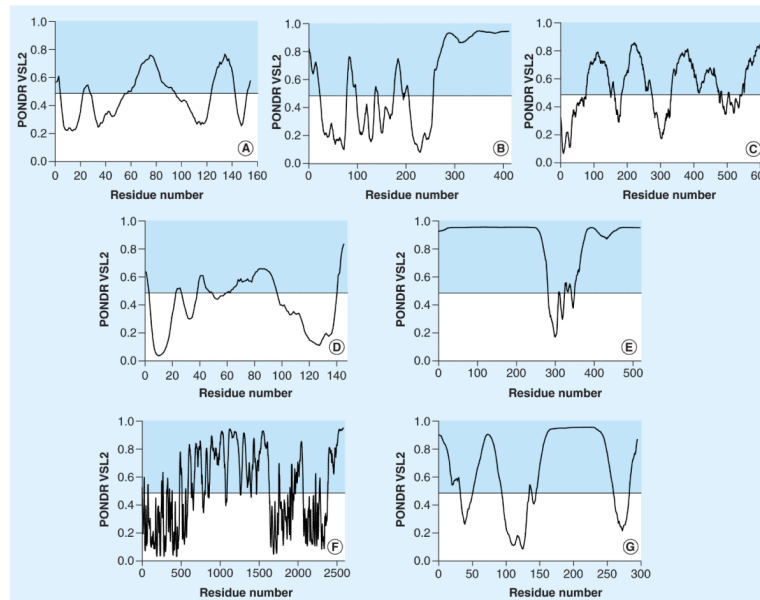 PONDR VSL2
1.0
0.8
0.6
0.4
0.2
0.0
0 20 40 60 80 100 120 140 160
Residue number
A
PONDR VSL2
1.0
0.8
0.6
0.4
0.2
0.0
0 100 200 300 400
Residue number
B
PONDR VSL2
1.0
0.8
0.6
0.4
0.2
0.0
0 100 200 300 400 500 600
Residue number
C
PONDR VSL2
1.0
0.8
0.6
0.4
0.2
0.0
0 20 40 60 80 100 120 140
Residue number
D
PONDR VSL2
1.0
0.8
0.6
0.4
0.2
0.0
0 100 200 300 400 500
Residue number
E
PONDR VSL2
1.0
0.8
0.6
0.4
0.2
0.0
0 500 1000 1500 2000 2500
Residue number
F
PONDR VSL2
1.0
0.8
0.6
0.4
0.2
0.0
0 50 100 150 200 250 300
Residue number
G